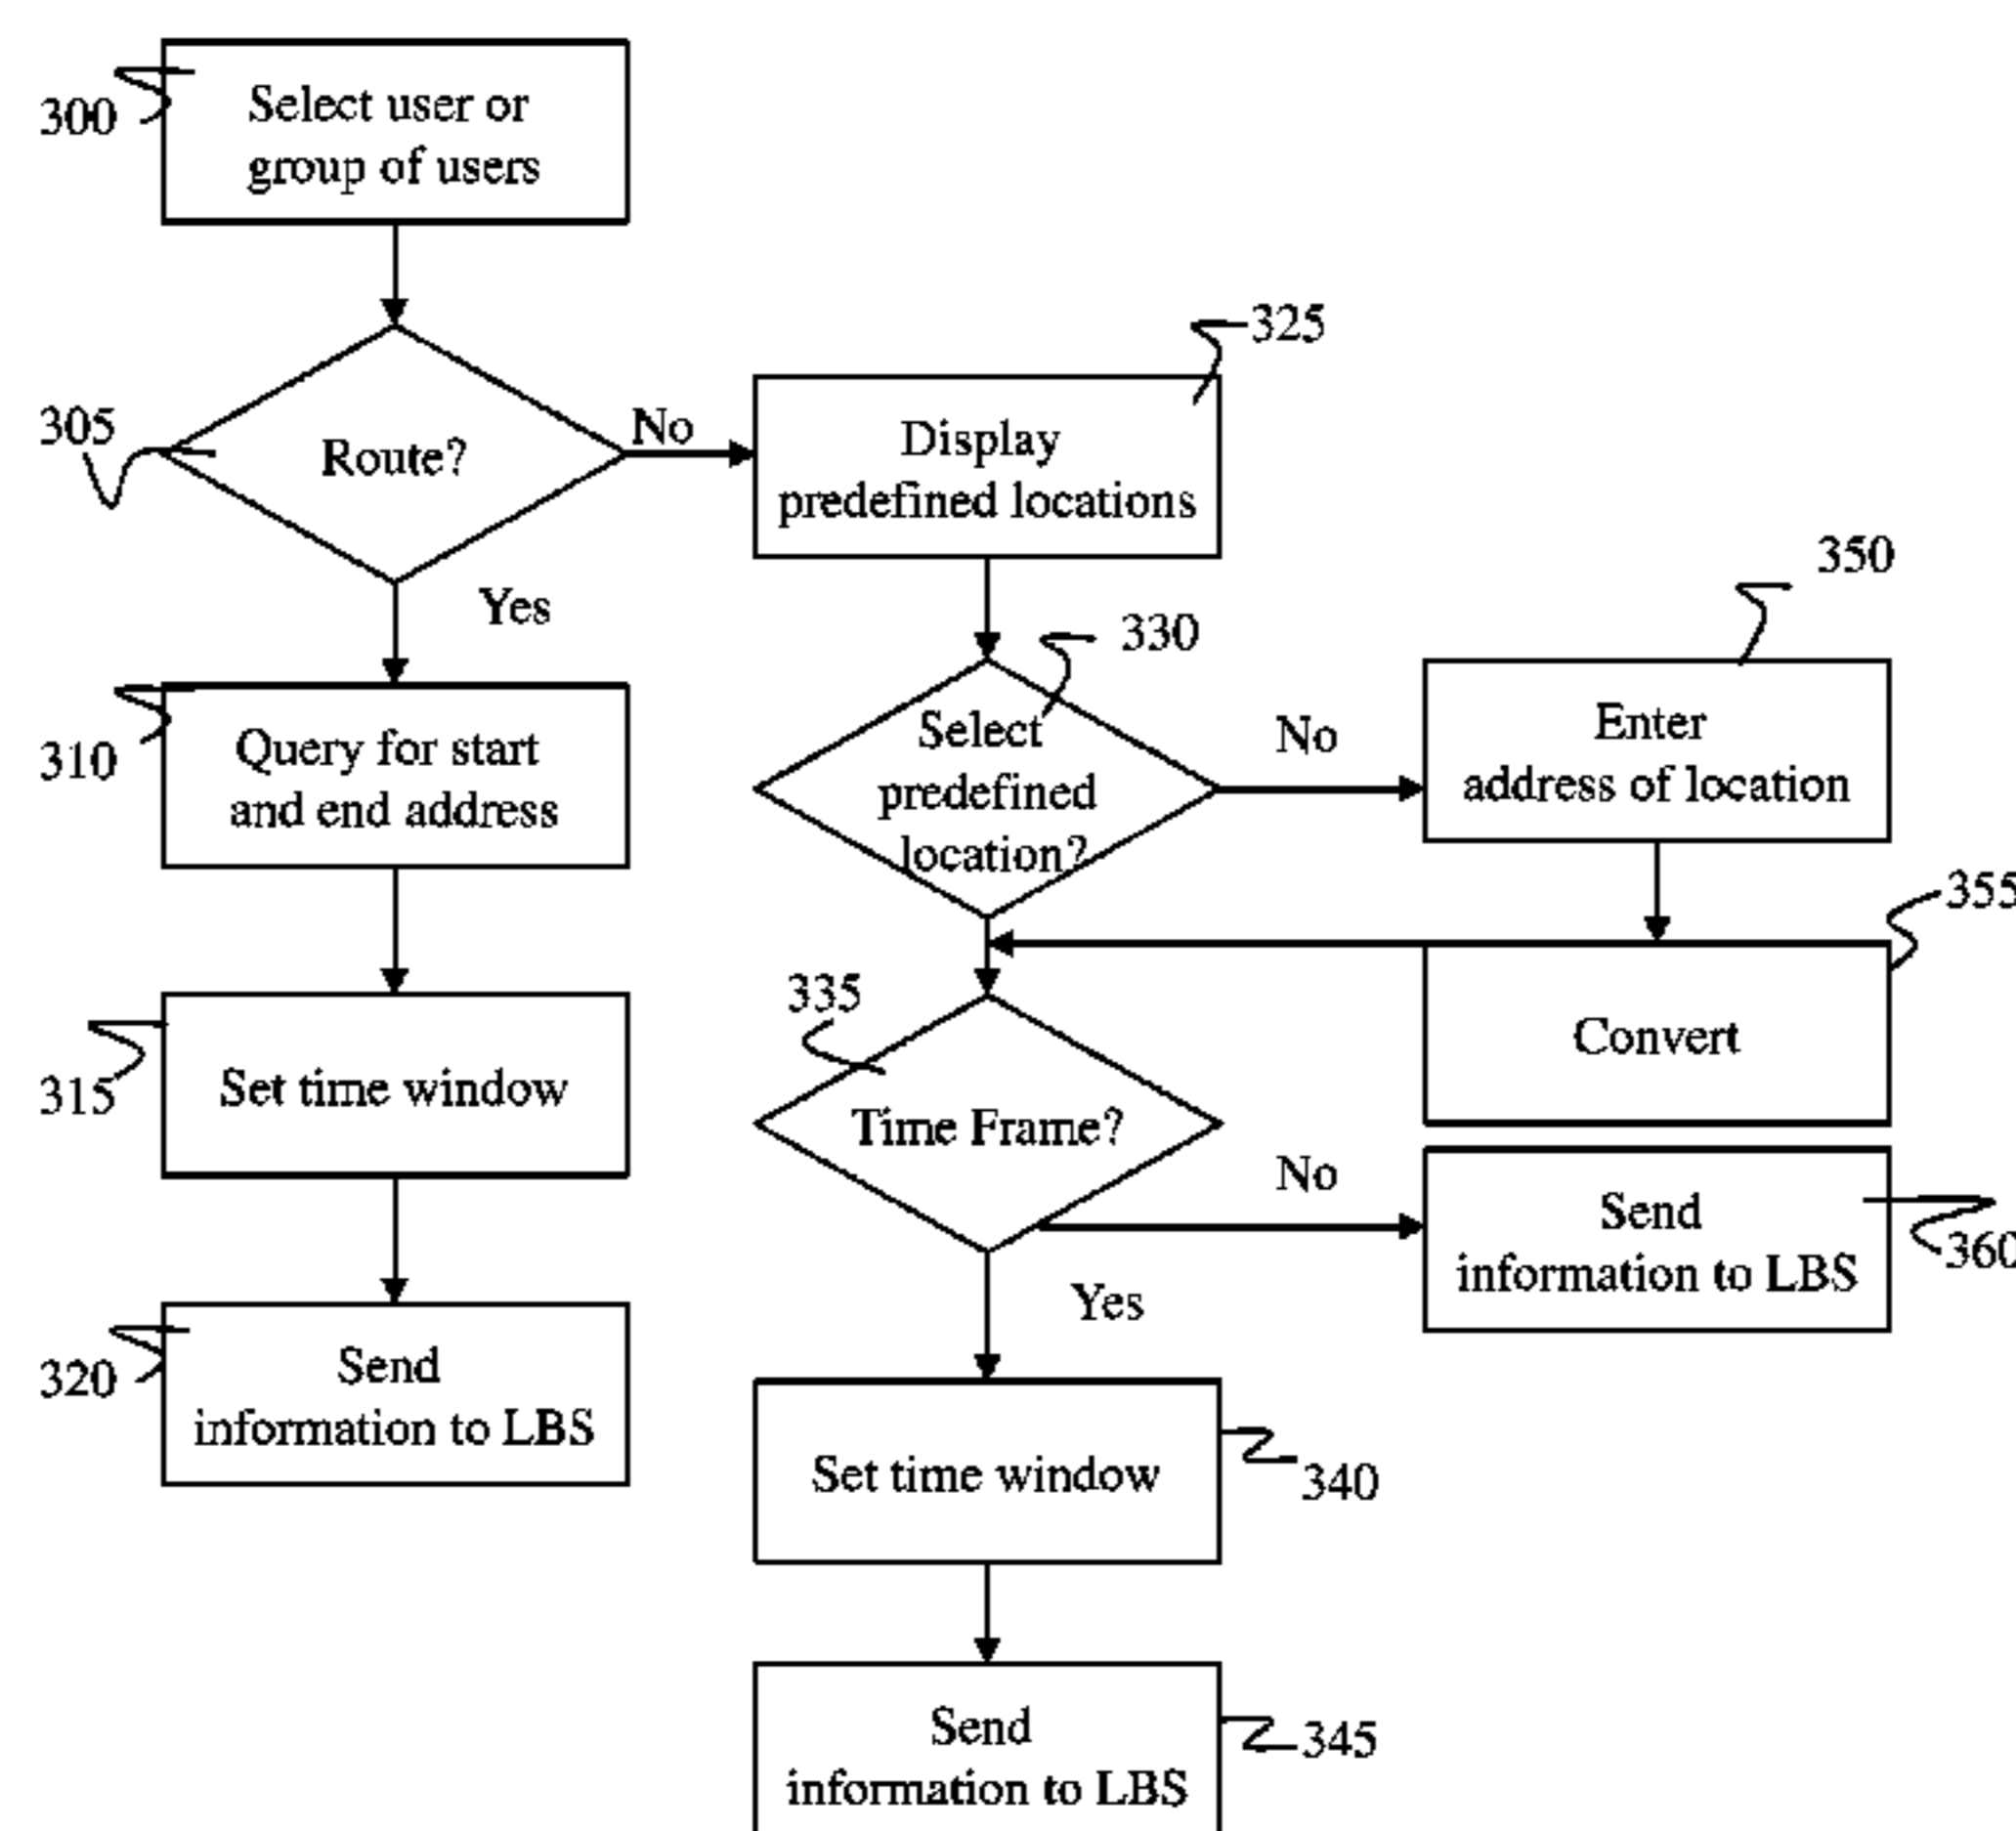 300
Select user or
group of users
305
Route?
No
Yes
325
Display
predefined locations
310
Query for start
and end address
330
Select
predefined
location?
No
350
Enter
address of location
355
Convert
315
Set time window
335
Time Frame?
No
Yes
360
Send
information to LBS
320
Send
information to LBS
340
Set time window
345
Send
information to LBS